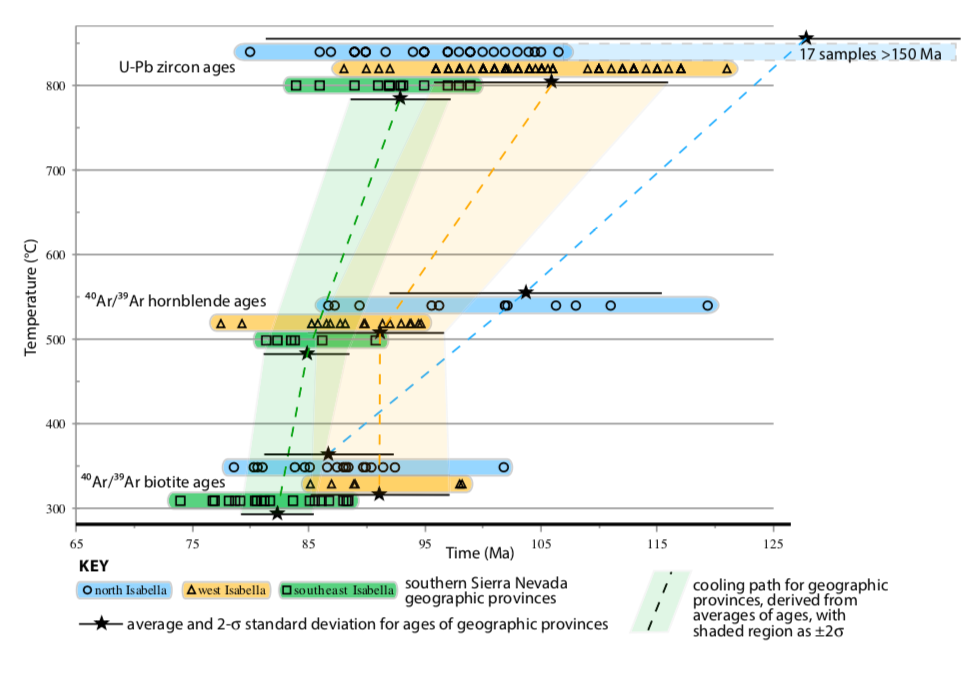 17 samples >150 Ma
U-Pb zircon ages
800
700
600
⁴⁰Ar/³⁹Ar hornblende ages
500
400
⁴⁰Ar/³⁹Ar biotite ages
300
Temperature (°C)
65 75 85 95 105 115 125
Time (Ma)
KEY
north Isabella west Isabella southeast Isabella southern Sierra Nevada
geographic provinces
average and 2-σ standard deviation for ages of geographic provinces
cooling path for geographic
provinces, derived from
averages of ages, with
shaded region as ±2σ